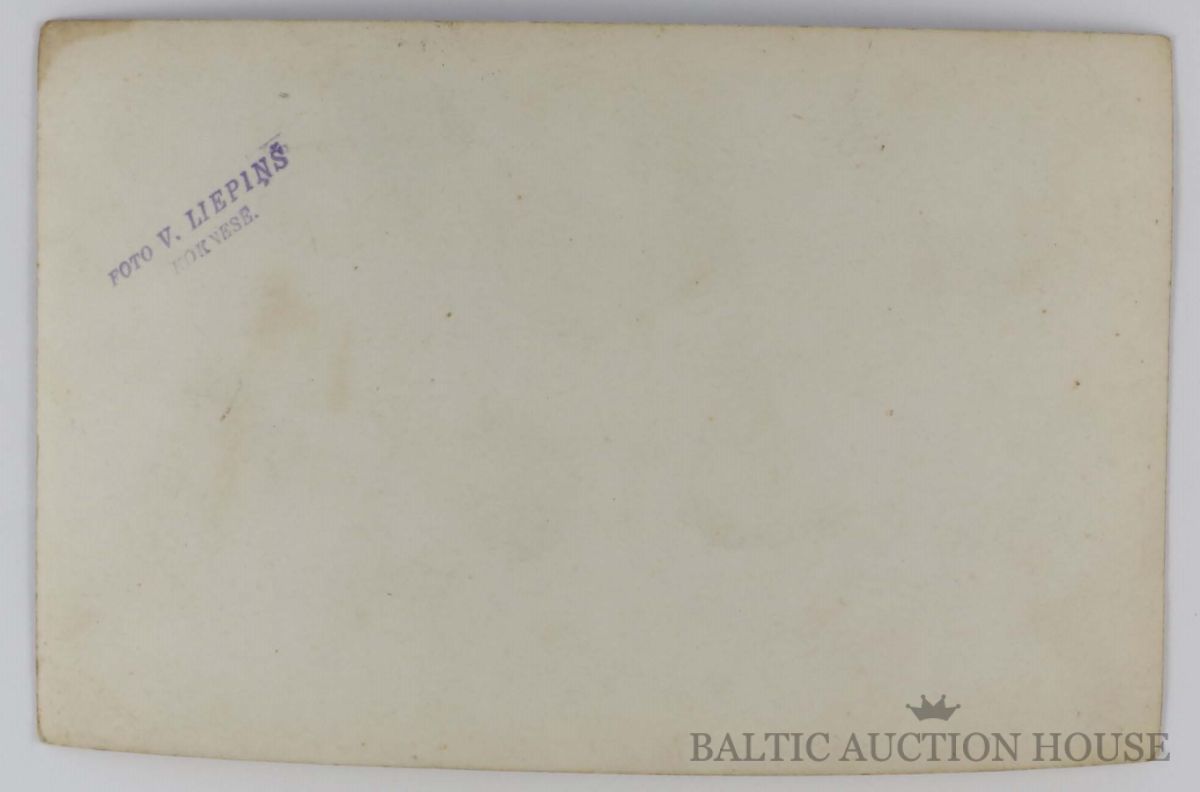 FOTO V. LIEPIŅŠ
KOKNESE.
BALTIC AUCTION HOUSE